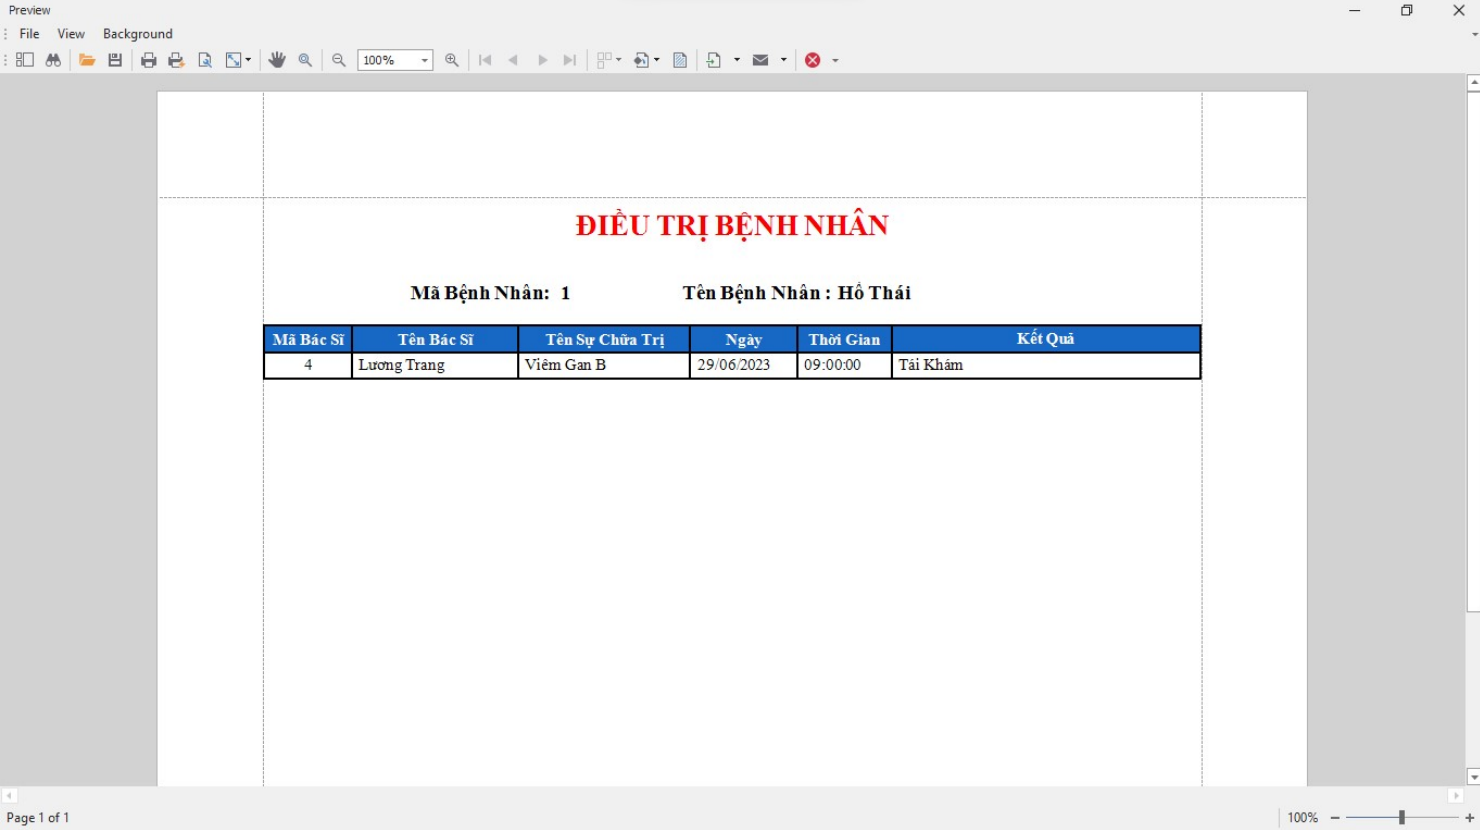 Preview
File View Background
100%
ĐIỀU TRỊ BỆNH NHÂN
Mã Bệnh Nhân: 1 Tên Bệnh Nhân : Hồ Thái
Mã Bác Sĩ Tên Bác Sĩ Tên Sự Chữa Trị Ngày Thời Gian Kết Quả
4 Lương Trang Viêm Gan B 29/06/2023 09:00:00 Tái Khám
Page 1 of 1 100%